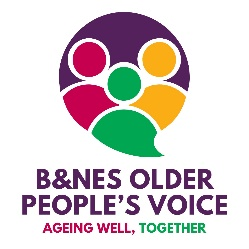 B&NES OLDER
PEOPLE'S VOICE
AGEING WELL, TOGETHER